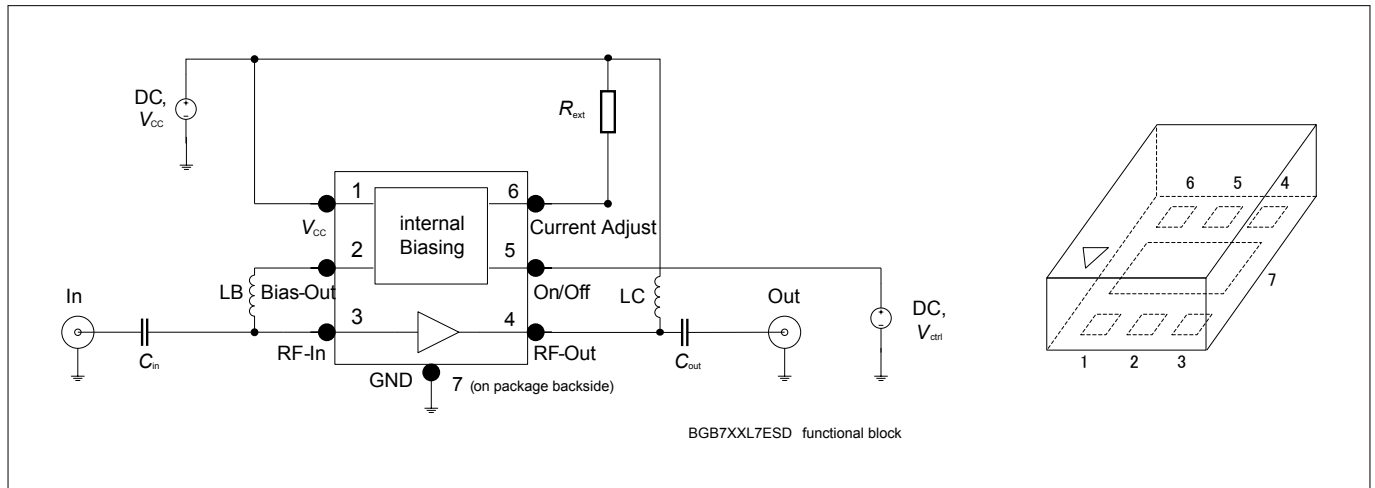 DC,
VCC
Rext
1
6
internal
Biasing
VCC
Current Adjust
2
5
LB
Bias-Out
On/Off
LC
In
Out
3
4
DC,
Vctrl
Cin
RF-In
RF-Out
Cout
GND
7 (on package backside)
BGB7XXL7ESD functional block
6 5 4
7
1 2 3